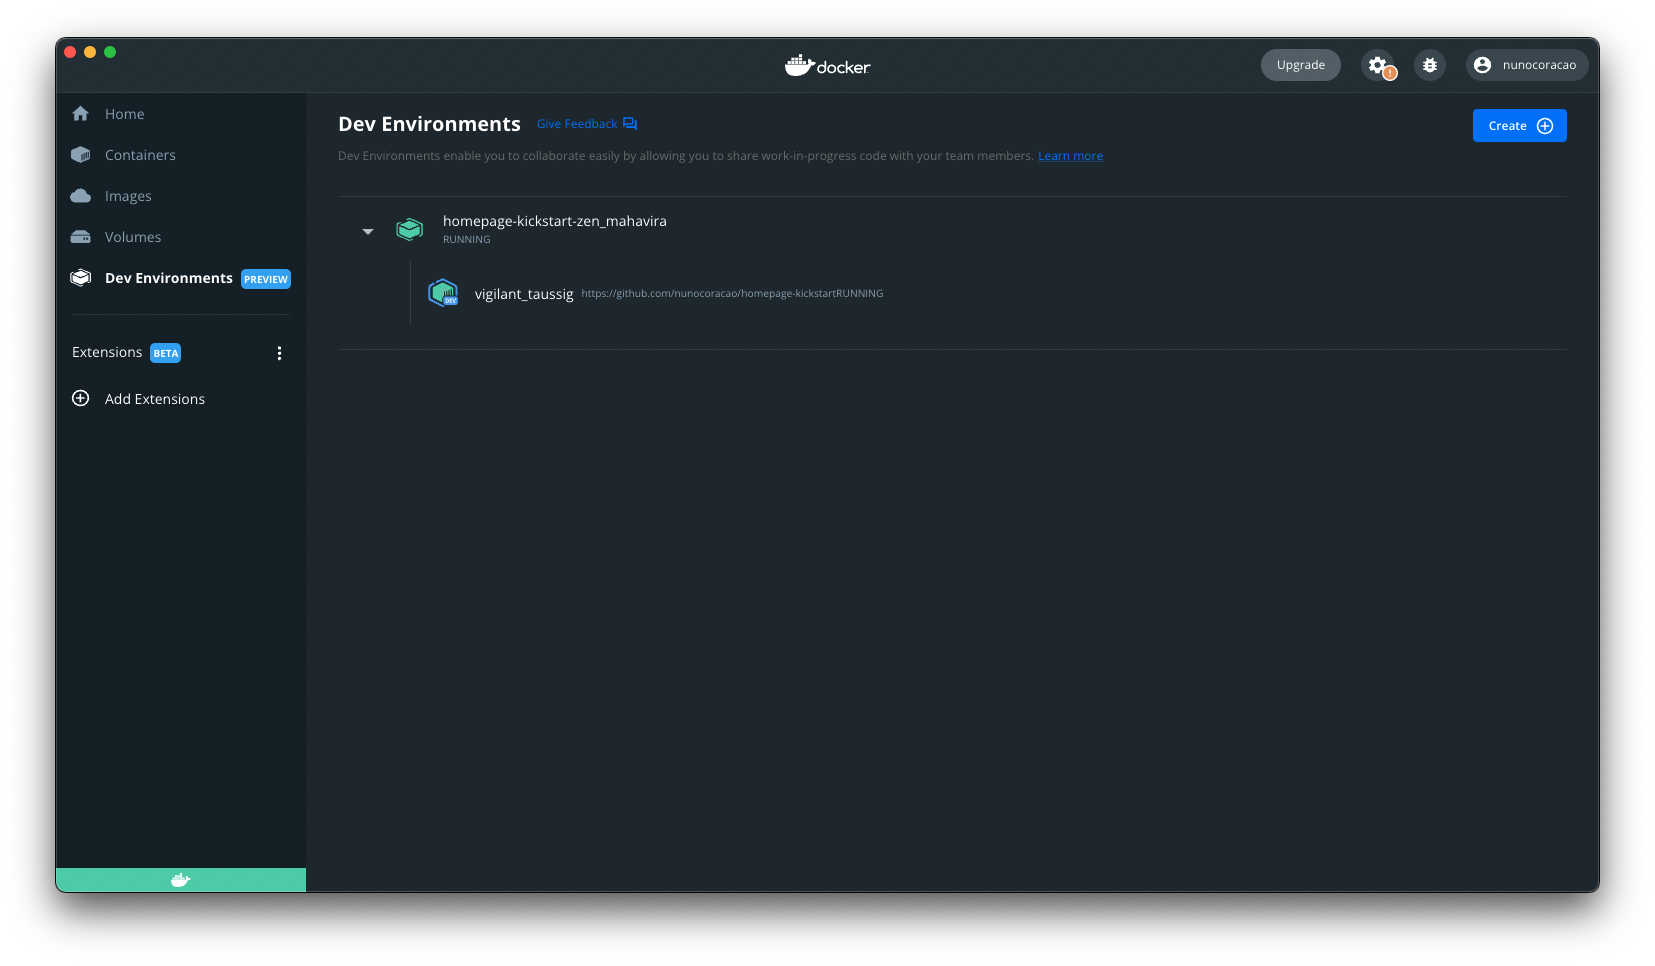 docker
Upgrade
!
nunocoracao
Home
Containers
Images
Volumes
Dev Environments PREVIEW
Extensions BETA
Add Extensions
Dev Environments Give Feedback
Create
Dev Environments enable you to collaborate easily by allowing you to share work-in-progress code with your team members. Learn more
homepage-kickstart-zen_mahavira
RUNNING
vigilant_taussig https://github.com/nunocoracao/homepage-kickstartRUNNING
DEV